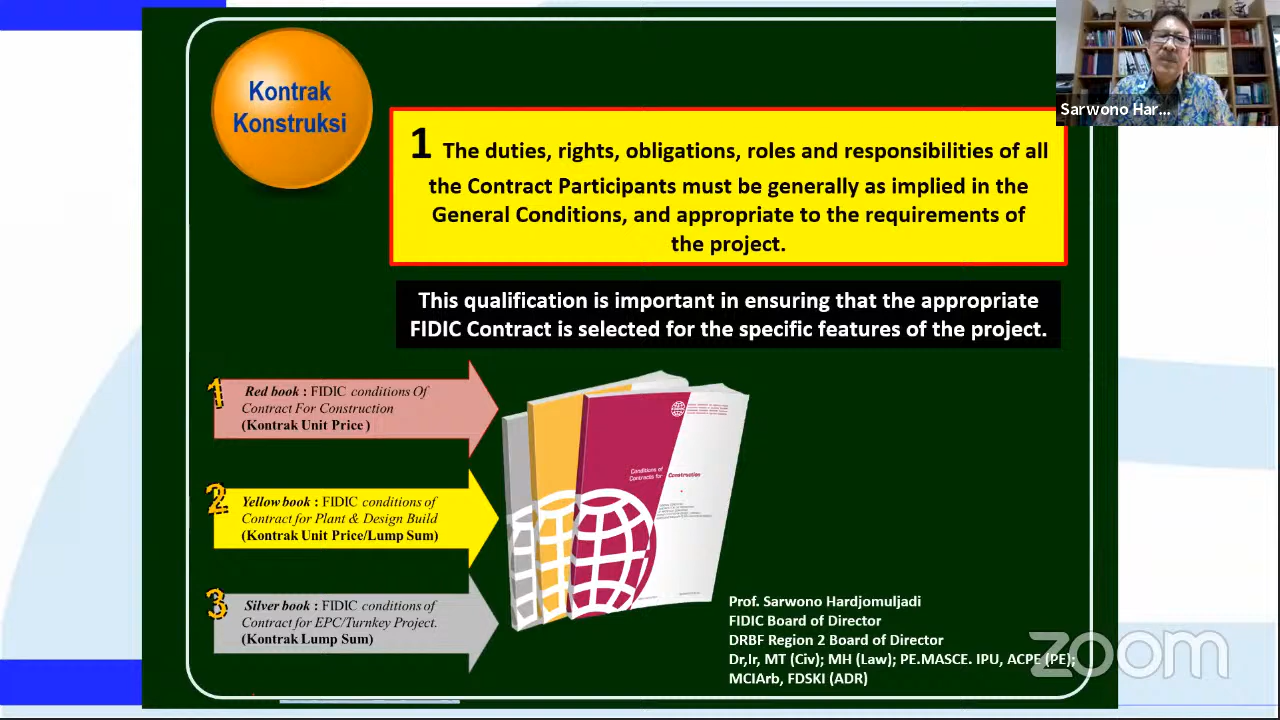 Kontrak
Konstruksi
Sarwono Har...
1 The duties, rights, obligations, roles and responsibilities of all
the Contract Participants must be generally as implied in the
General Conditions, and appropriate to the requirements of
the project.
This qualification is important in ensuring that the appropriate
FIDIC Contract is selected for the specific features of the project.
1
Red book : FIDIC conditions Of
Contract For Construction
(Kontrak Unit Price )
2
Yellow book : FIDIC conditions of
Contract for Plant & Design Build
(Kontrak Unit Price/Lump Sum)
3
Silver book : FIDIC conditions of
Contract for EPC/Turnkey Project.
(Kontrak Lump Sum)
Conditions of
Contracts for Construction
Prof. Sarwono Hardjomuljadi
FIDIC Board of Director
DRBF Region 2 Board of Director
Dr,Ir, MT (Civ); MH (Law); PE.MASCE. IPU, ACPE (PE);
MCIArb, FDSKI (ADR)
zoom